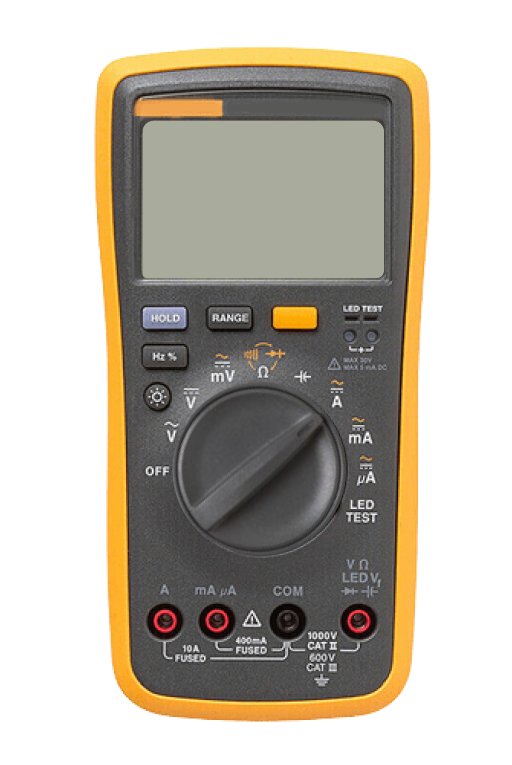 HOLD
RANGE
LED TEST
Hz %
MAX 30V
MAX 5 mA DC
mV
Ω
A
V
V
mA
OFF
µA
LED
TEST
V Ω
A
mA µA
COM
LED Vf
10A
FUSED
400mA
FUSED
1000V
CAT II
600V
CAT III